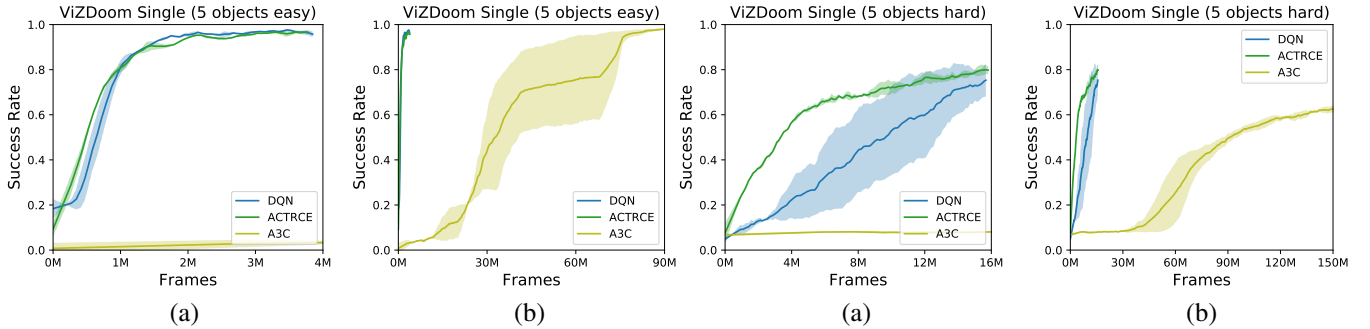 ViZDoom Single (5 objects easy)
1.0
0.8
0.6
0.4
0.2
0.0
Success Rate
DQN
ACTRCE
A3C
0M
1M
2M
3M
4M
Frames
(a)
ViZDoom Single (5 objects easy)
1.0
0.8
0.6
0.4
0.2
0.0
Success Rate
DQN
ACTRCE
A3C
0M
30M
60M
90M
Frames
(b)
ViZDoom Single (5 objects hard)
1.0
0.8
0.6
0.4
0.2
0.0
Success Rate
DQN
ACTRCE
A3C
0M
4M
8M
12M
16M
Frames
(a)
ViZDoom Single (5 objects hard)
1.0
0.8
0.6
0.4
0.2
0.0
Success Rate
DQN
ACTRCE
A3C
0M
30M
60M
90M
120M
150M
Frames
(b)